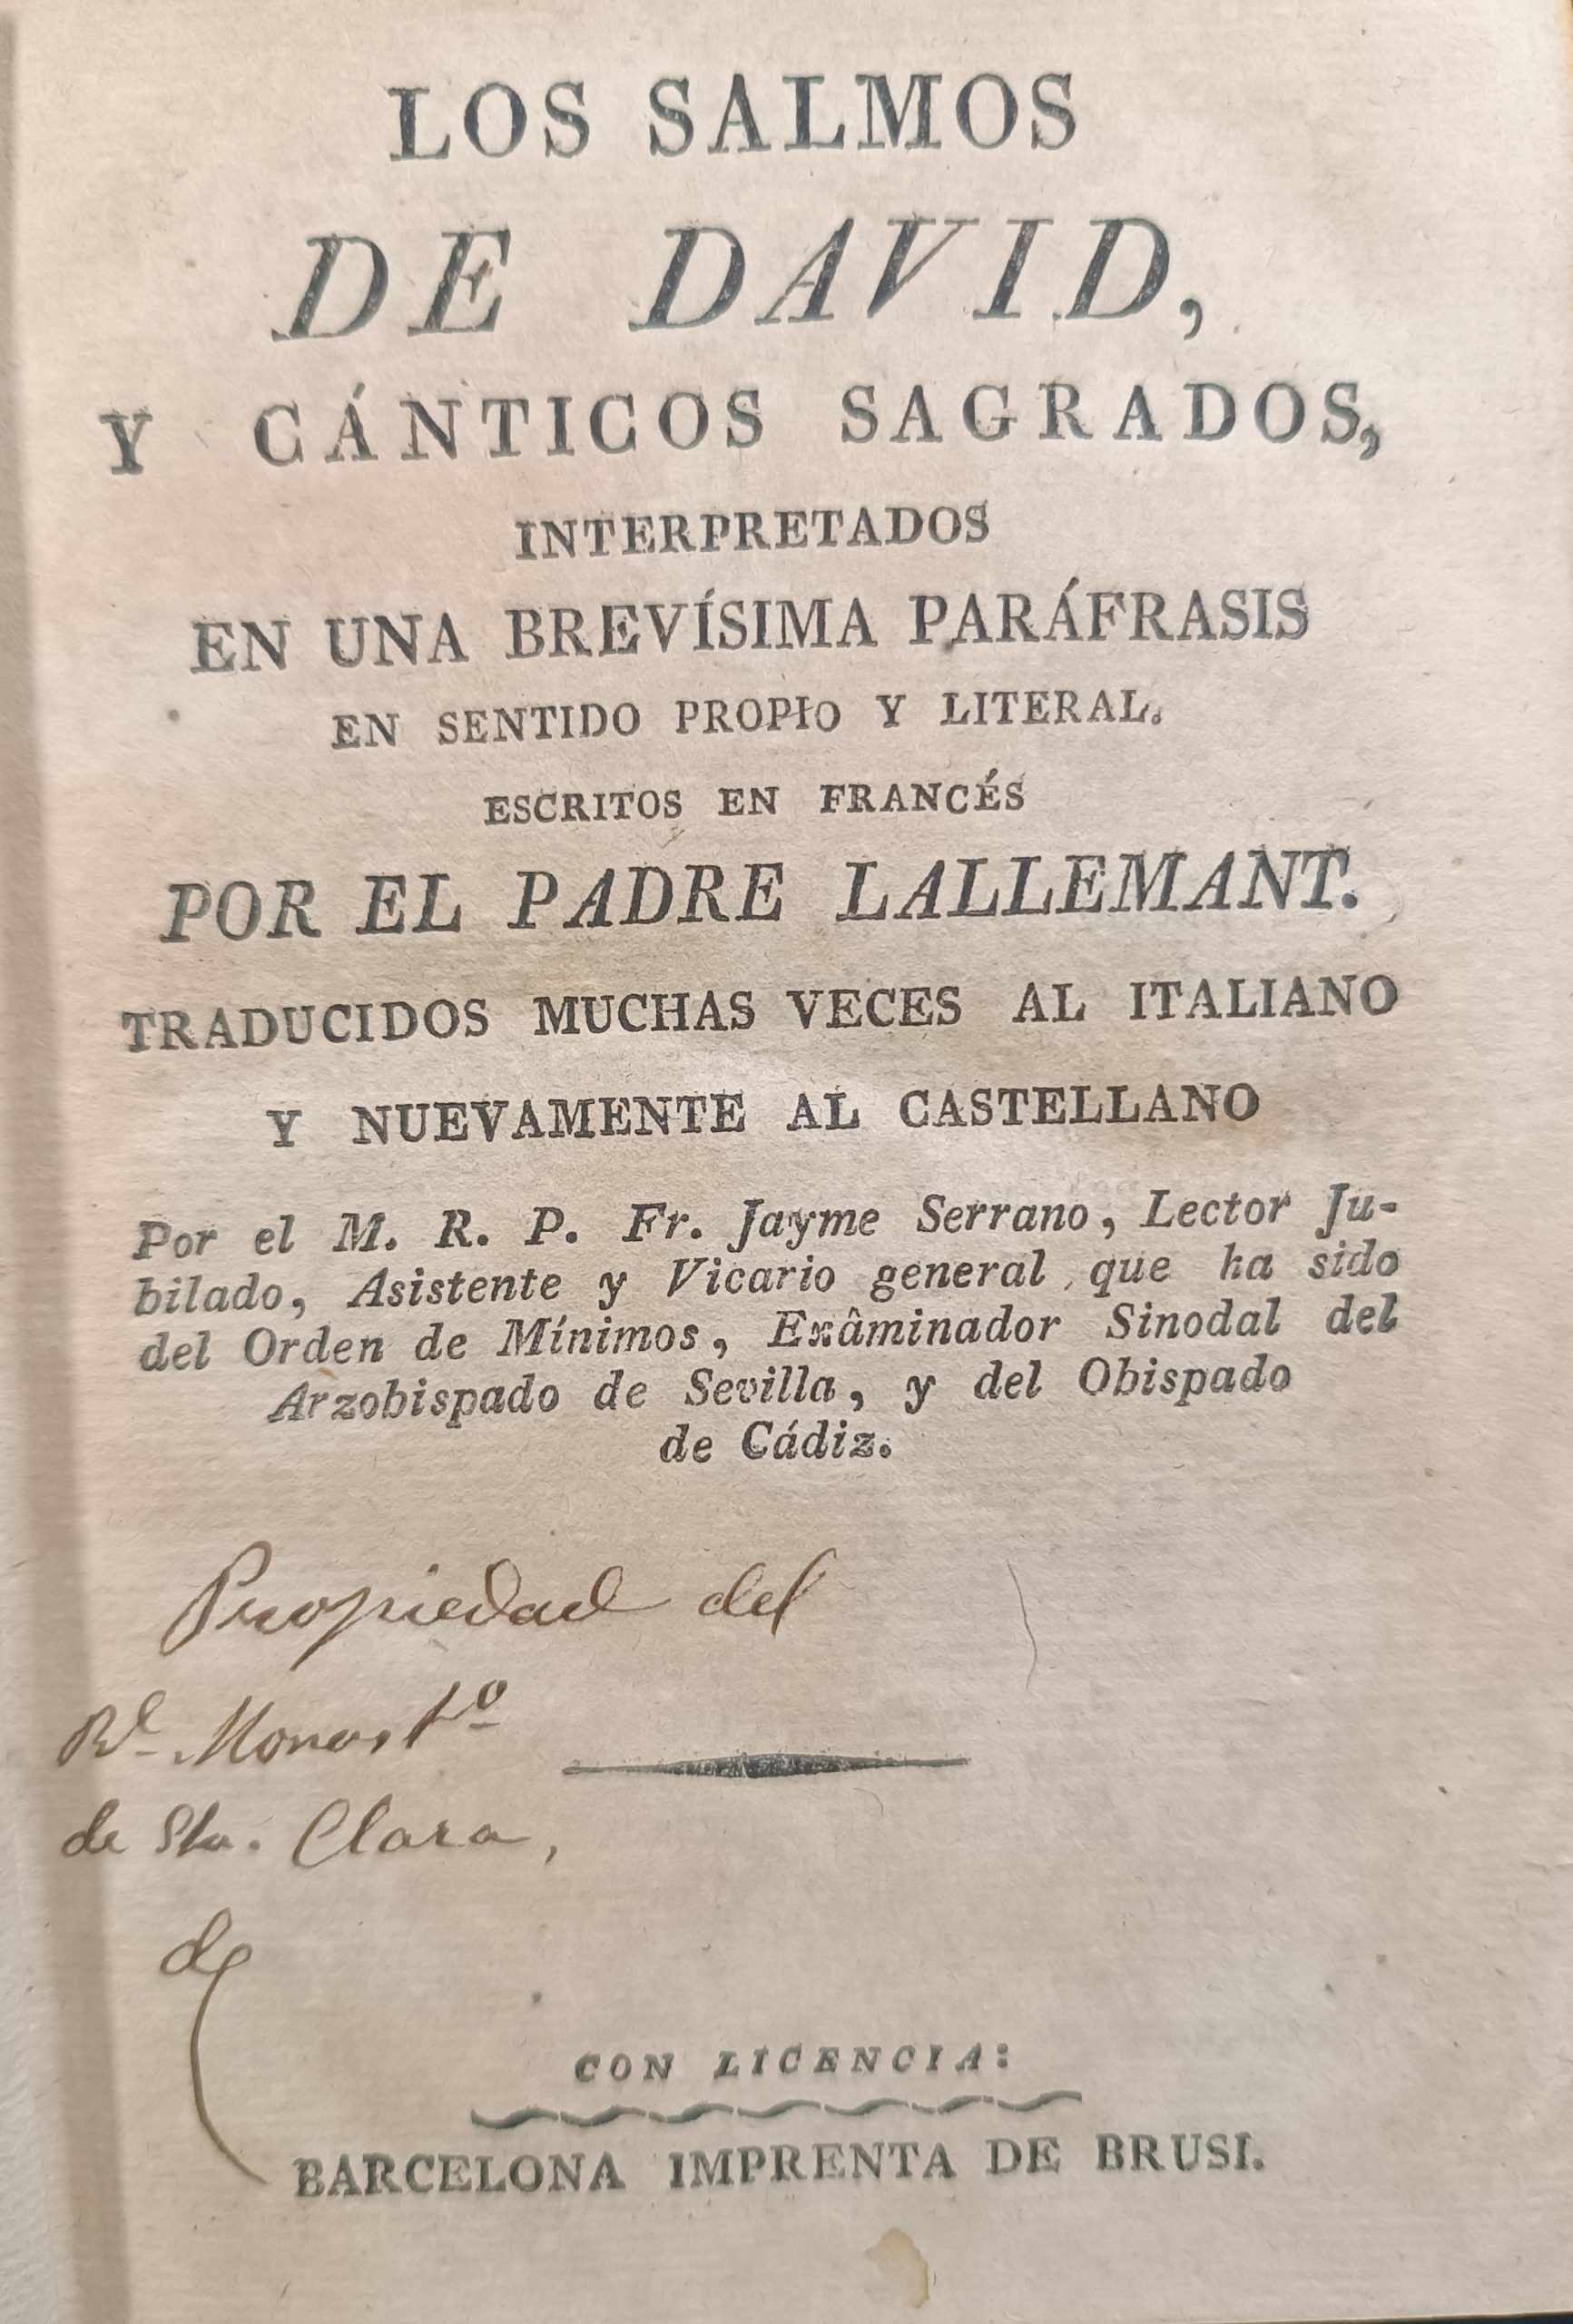 LOS SALMOS
DE DAVID,
Y CÁNTICOS SAGRADOS,
INTERPRETADOS
EN UNA BREVÍSIMA PARÁFRASIS
EN SENTIDO PROPIO Y LITERAL.
ESCRITOS EN FRANCÉS
POR EL PADRE LALLEMANT.
TRADUCIDOS MUCHAS VECES AL ITALIANO
Y NUEVAMENTE AL CASTELLANO
Por el M. R. P. Fr. Jayme Serrano, Lector Ju-
bilado, Asistente y Vicario general que ha sido
del Orden de Mínimos, Exâminador Sinodal del
Arzobispado de Sevilla, y del Obispado
de Cádiz.
Propiedad del
Rl. Monastº
de Sta. Clara,
de
CON LICENCIA:
BARCELONA IMPRENTA DE BRUSI.